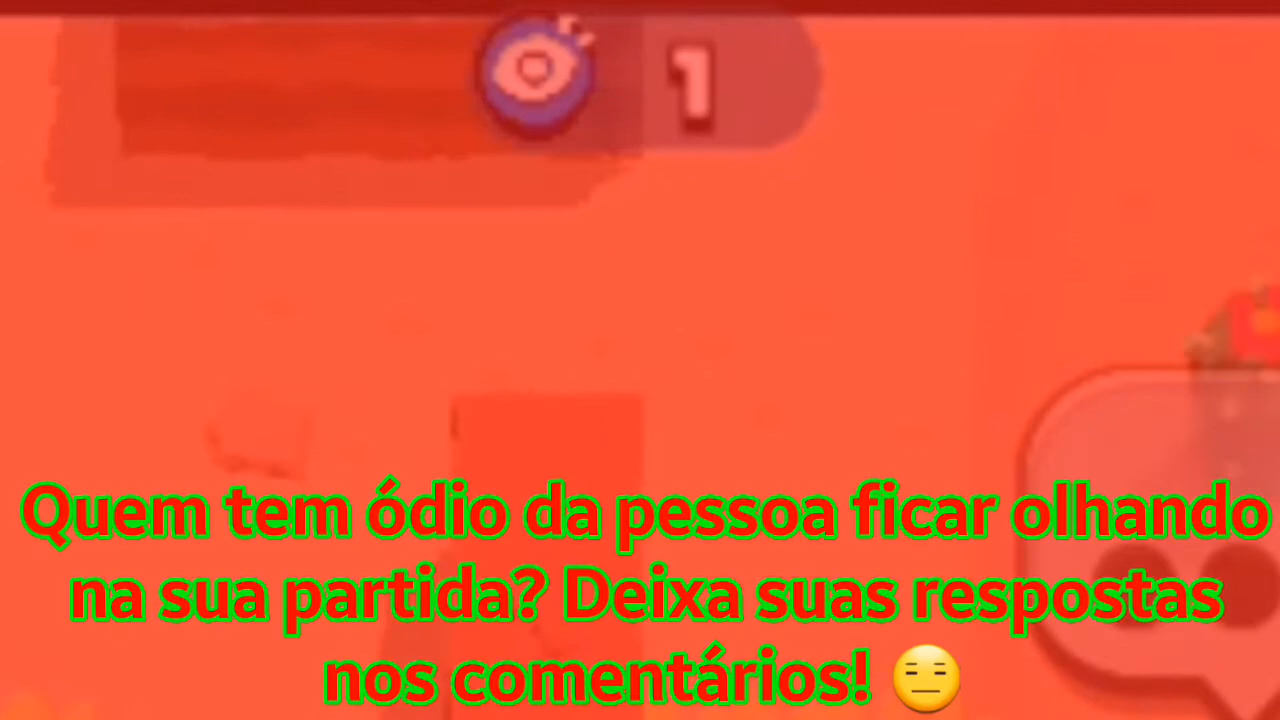 1
Quem tem ódio da pessoa ficar olhando
na sua partida? Deixa suas respostas
nos comentários! 😑